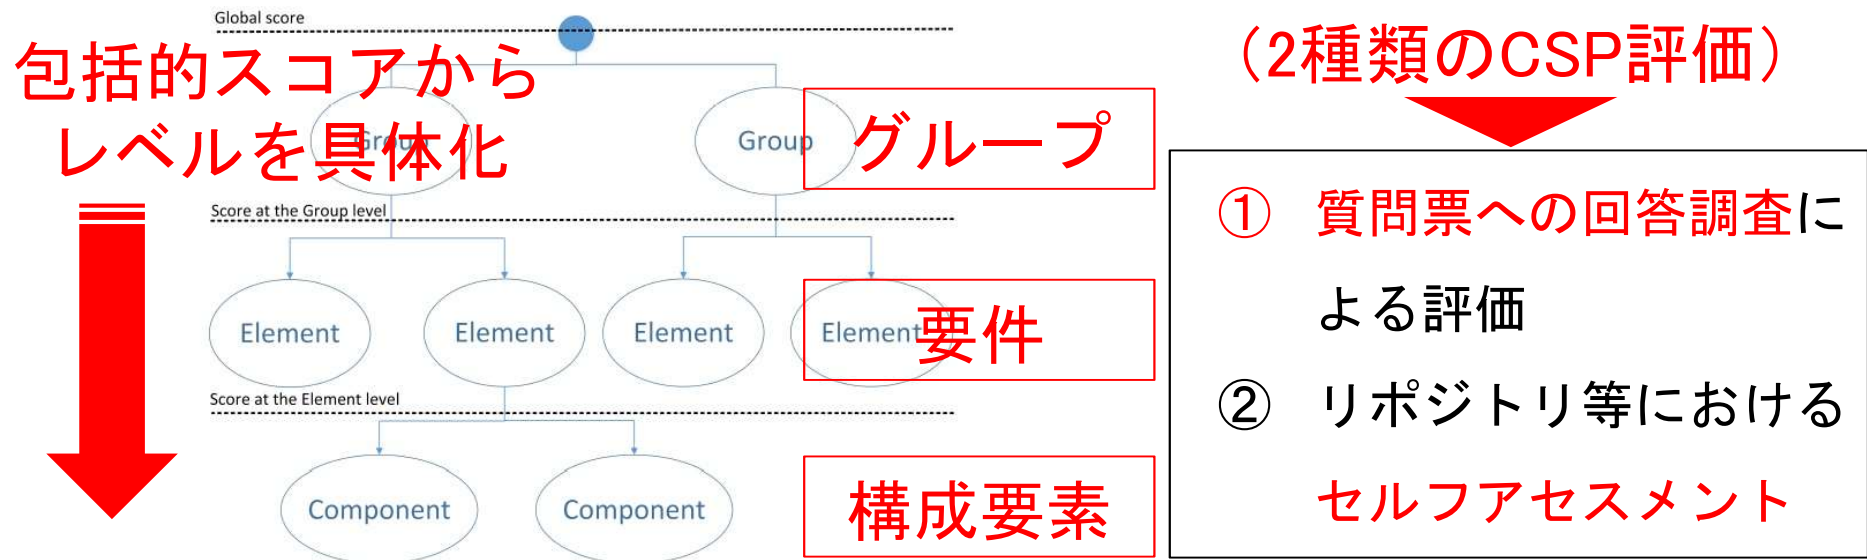 Global score
包括的スコアから
レベルを具体化
Group
Group
グループ
Score at the Group level
Element
Element
Element
Element
要件
Score at the Element level
Component
Component
構成要素
（2種類のCSP評価）
① 質問票への回答調査に
よる評価
② リポジトリ等における
セルフアセスメント